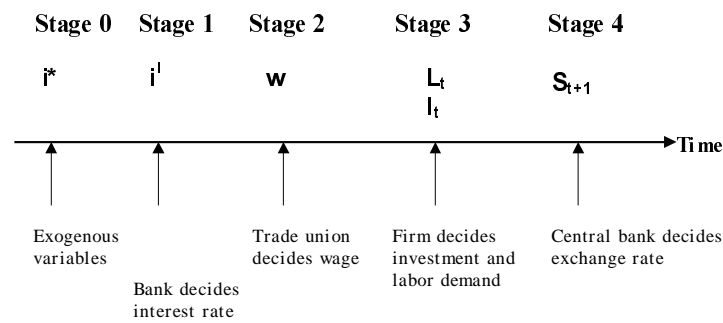 Stage 0 Stage 1 Stage 2 Stage 3 Stage 4
i* i^l w L_t S_{t+1}
I_t
Time
Exogenous variables
Bank decides interest rate
Trade union decides wage
Firm decides investment and labor demand
Central bank decides exchange rate